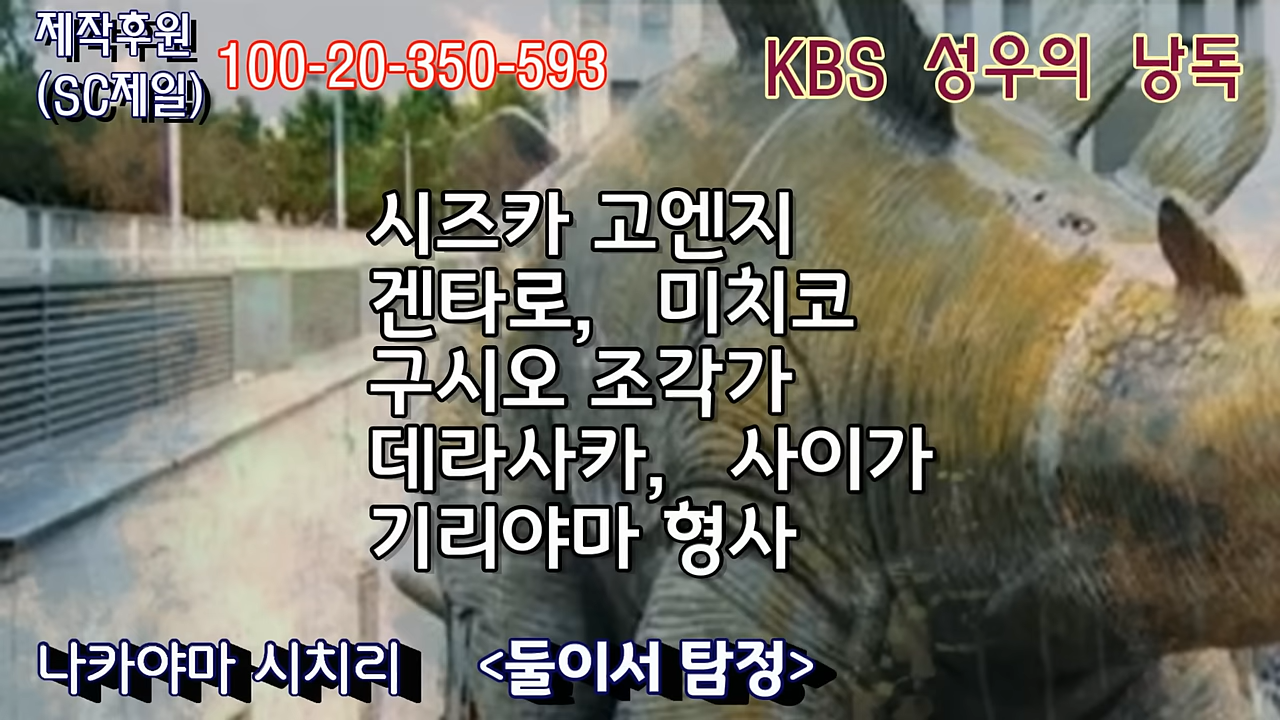 제작후원
(SC제일)
100-20-350-593
KBS 성우의 낭독
시즈카 고엔지
겐타로, 미치코
구시오 조각가
데라사카, 사이가
기리야마 형사
나카야마 시치리 <둘이서 탐정>